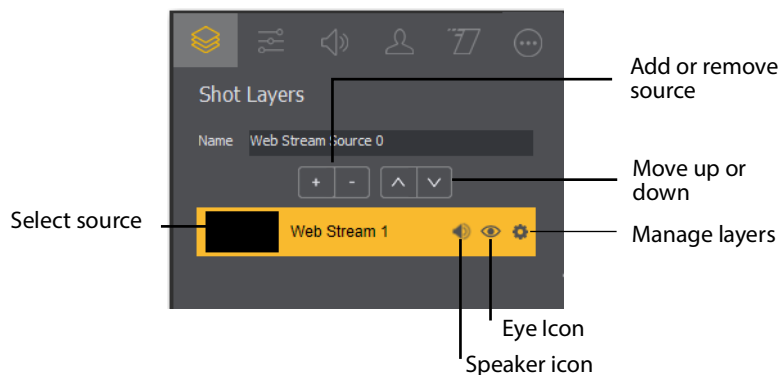 Shot Layers
Name Web Stream Source 0
+ -
Web Stream 1
Add or remove
source
Move up or
down
Select source
Manage layers
Eye Icon
Speaker icon